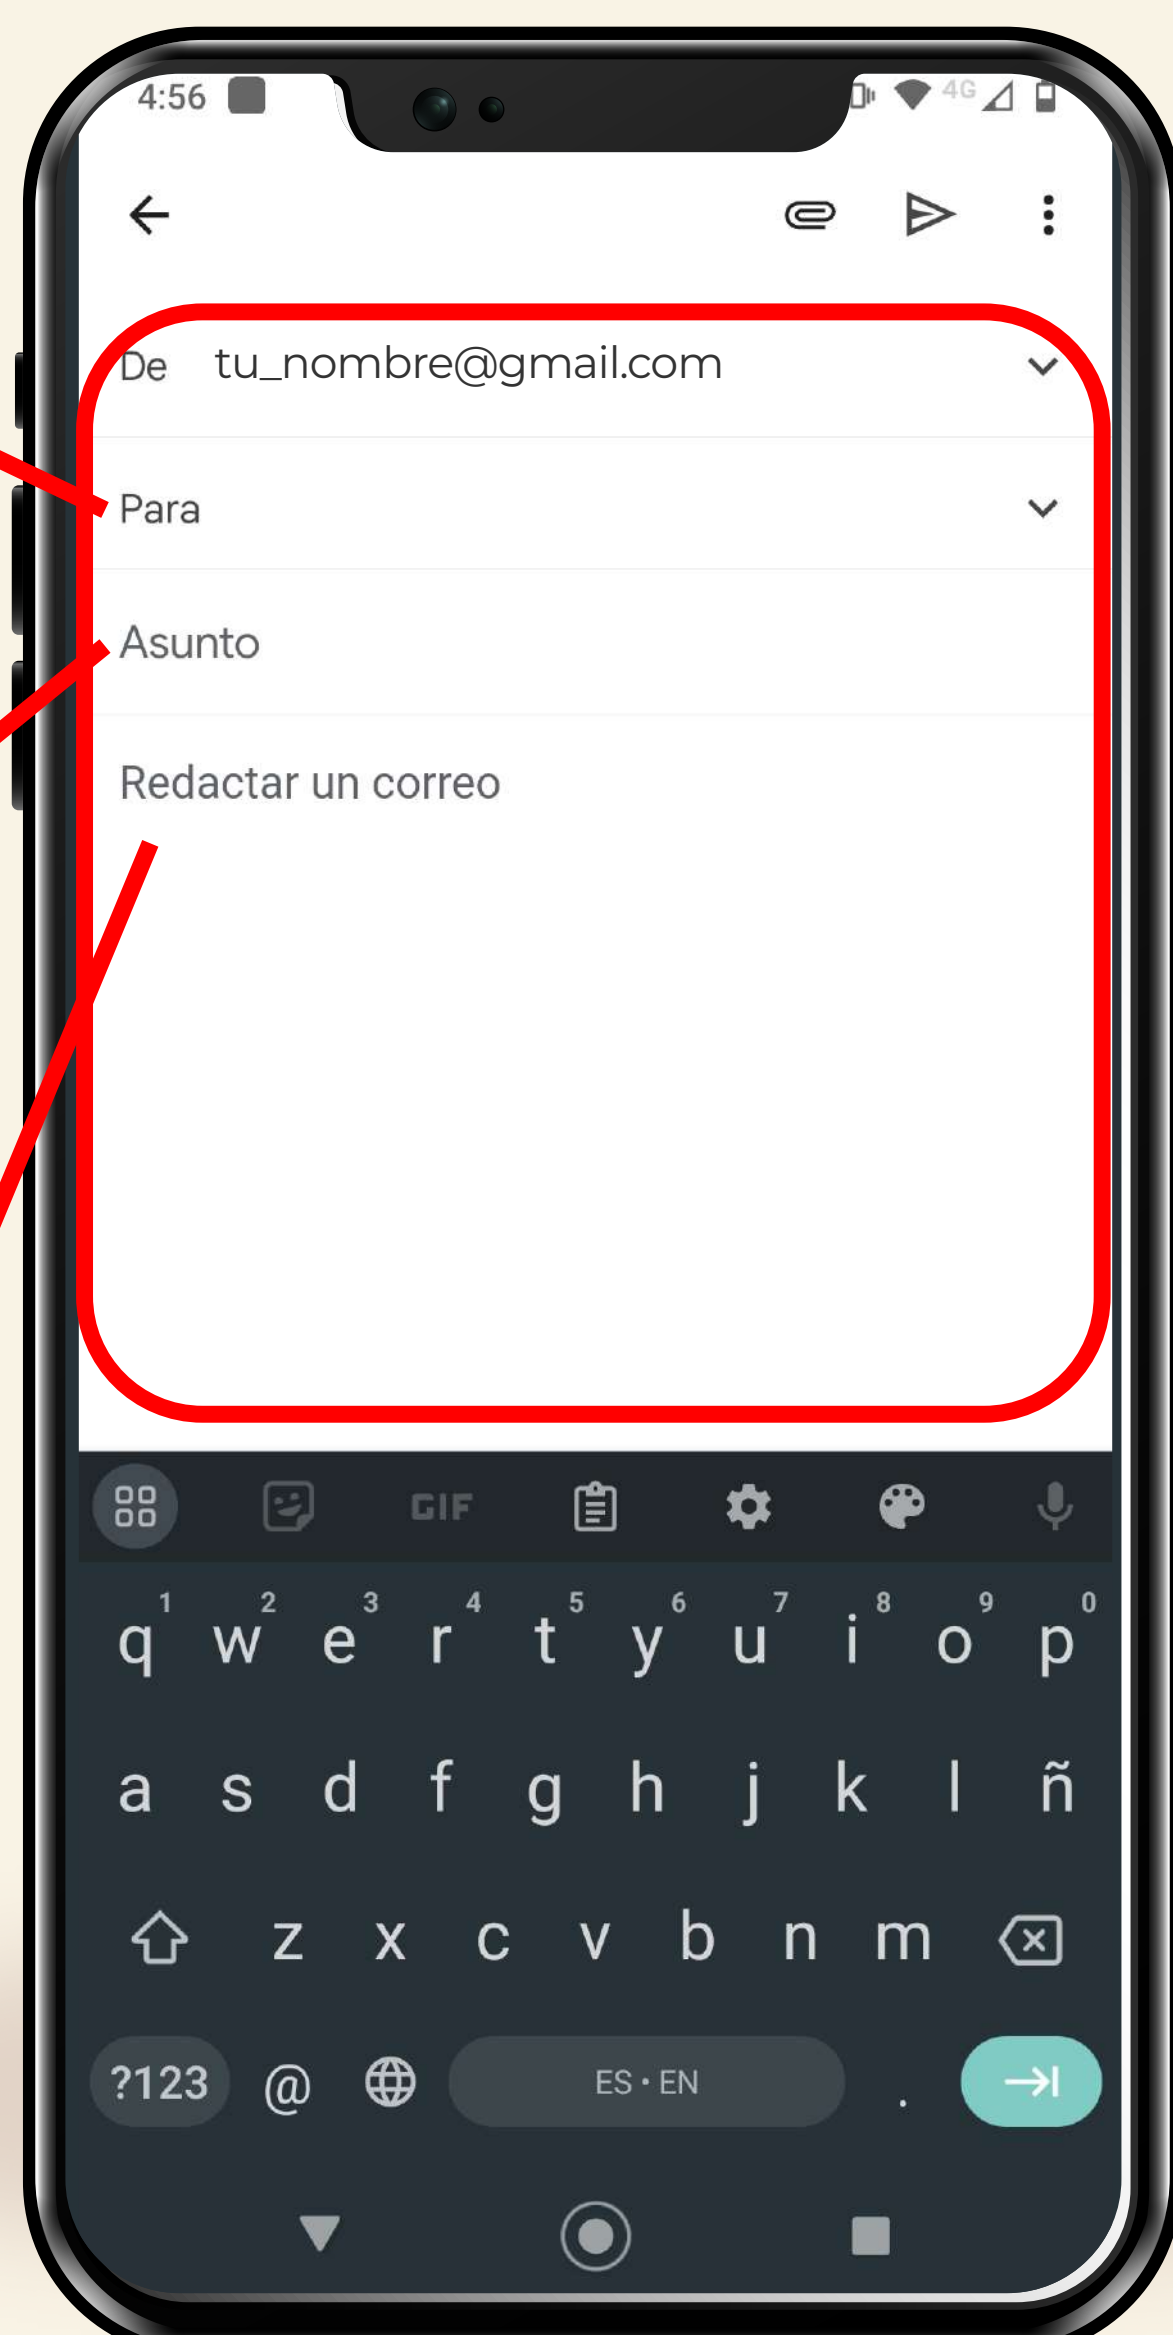 4:56
4G
De tu_nombre@gmail.com
Para
Asunto
Redactar un correo
GIF
1 2 3 4 5 6 7 8 9 0
q w e r t y u i o p
a s d f g h j k l ñ
z x c v b n m
?123 @ ES • EN .